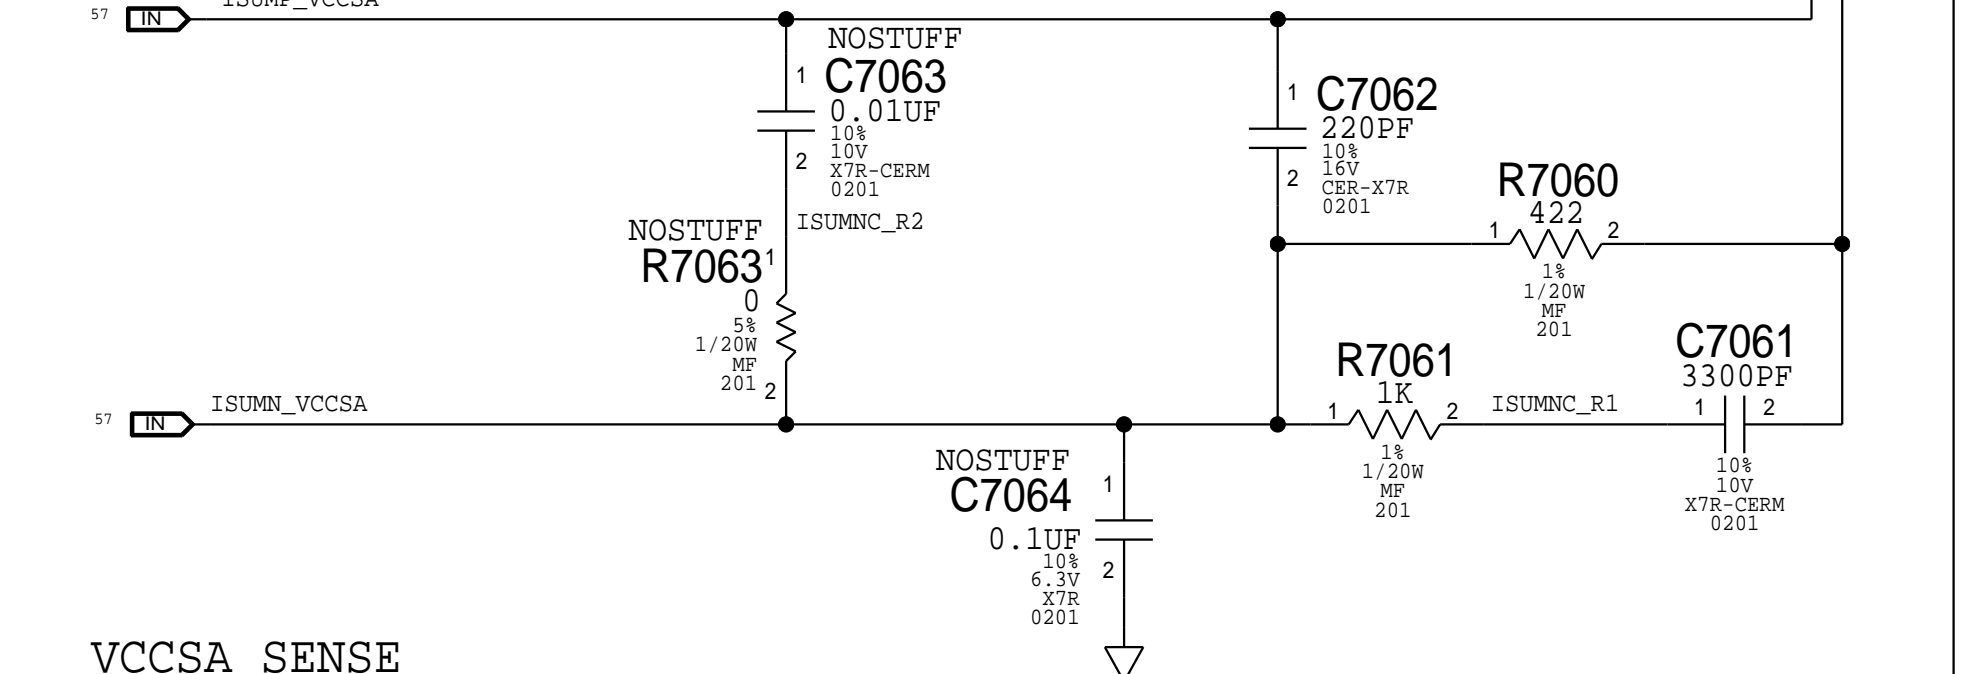 ISUMP_VCCSA
57 IN
NOSTUFF
1 C7063
0.01UF
10%
10V
2 X7R-CERM
0201
1 C7062
220PF
10%
16V
2 CER-X7R
0201
R7060
422
1 2
1%
1/20W
MF
201
ISUMNC_R2
NOSTUFF
R7063 1
0
5%
1/20W
MF
201 2
R7061
1K
1 2
1%
1/20W
MF
201
ISUMNC_R1
C7061
3300PF
1 2
10%
10V
X7R-CERM
0201
57 IN
ISUMN_VCCSA
NOSTUFF
C7064 1
0.1UF
10%
6.3V 2
X7R
0201
VCCSA SENSE